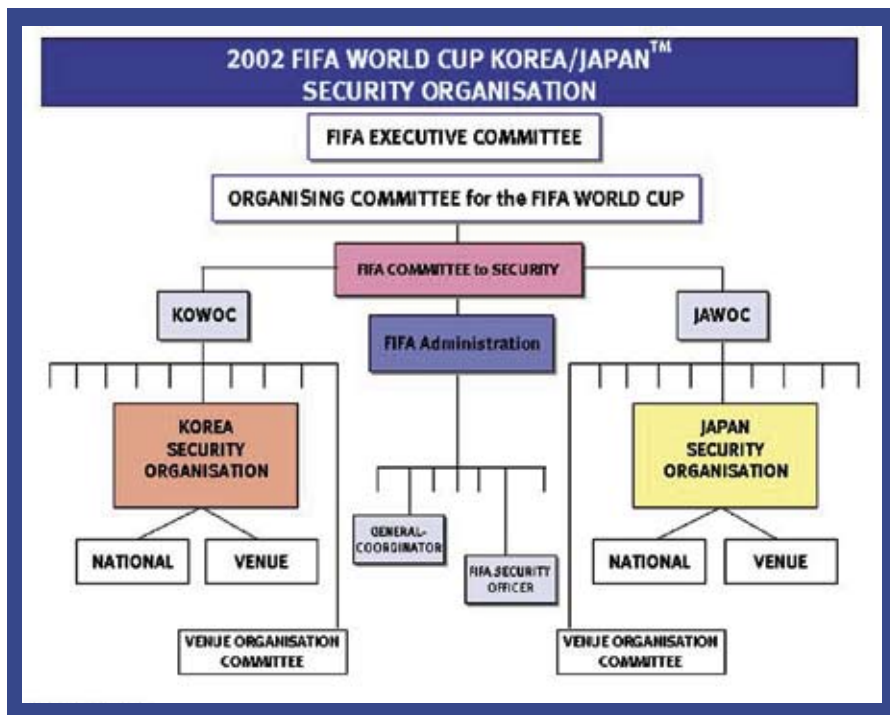 2002 FIFA WORLD CUP KOREA/JAPAN™
SECURITY ORGANISATION
FIFA EXECUTIVE COMMITTEE
ORGANISING COMMITTEE for the FIFA WORLD CUP
FIFA COMMITTEE to SECURITY
KOWOC
JAWOC
FIFA Administration
KOREA
SECURITY
ORGANISATION
JAPAN
SECURITY
ORGANISATION
GENERAL-
COORDINATOR
NATIONAL
VENUE
FIFA SECURITY
OFFICER
NATIONAL
VENUE
VENUE ORGANISATION
COMMITTEE
VENUE ORGANISATION
COMMITTEE